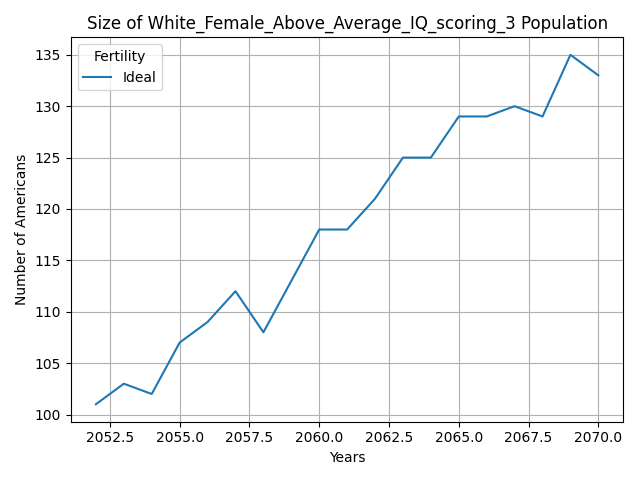 Size of White_Female_Above_Average_IQ_scoring_3 Population
Fertility
Ideal
135
130
125
120
115
110
105
100
Number of Americans
2052.5 2055.0 2057.5 2060.0 2062.5 2065.0 2067.5 2070.0
Years